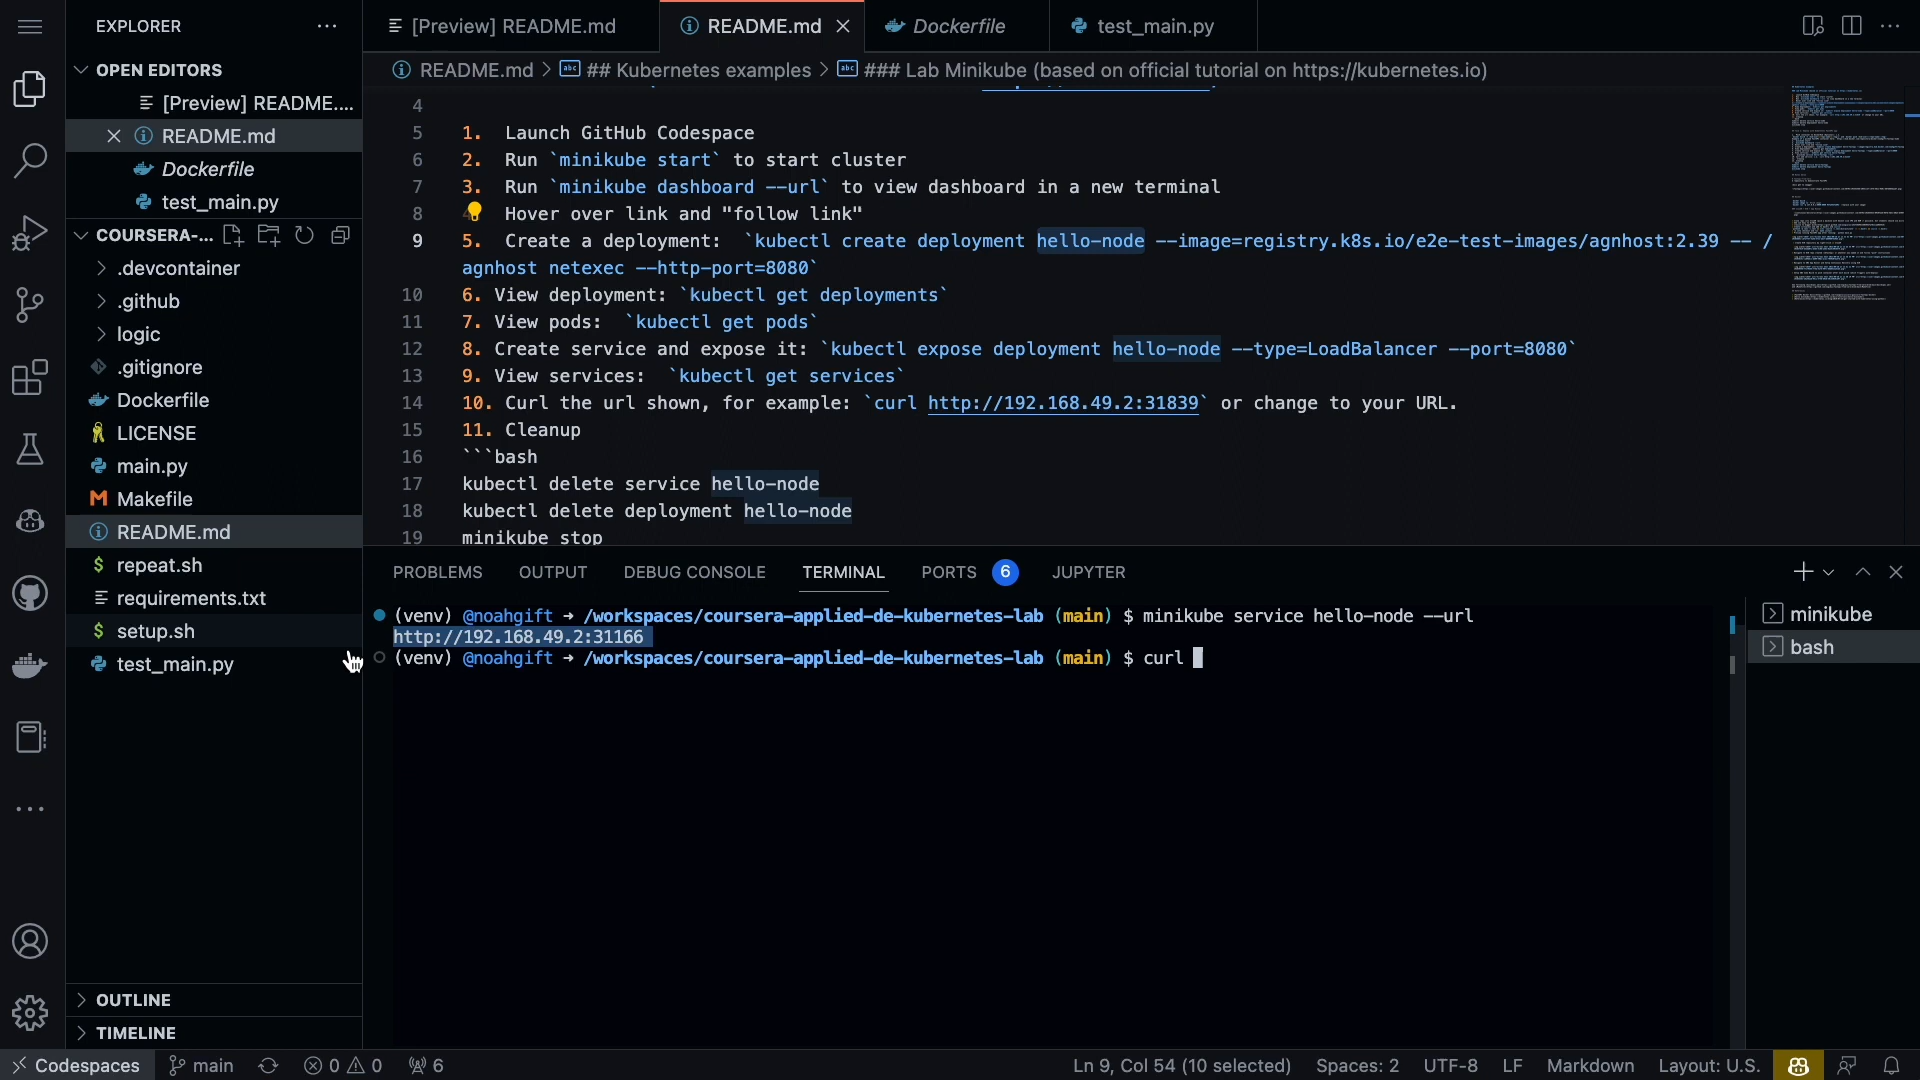 EXPLORER
[Preview] README.md
README.md
Dockerfile
test_main.py
README.md > ## Kubernetes examples > ### Lab Minikube (based on official tutorial on https://kubernetes.io)
OPEN EDITORS
[Preview] README....
README.md
Dockerfile
test_main.py
COURSERA-...
.devcontainer
.github
logic
.gitignore
Dockerfile
LICENSE
main.py
Makefile
README.md
repeat.sh
requirements.txt
setup.sh
test_main.py
OUTLINE
TIMELINE
4
5 1. Launch GitHub Codespace
6 2. Run `minikube start` to start cluster
7 3. Run `minikube dashboard --url` to view dashboard in a new terminal
8 Hover over link and "follow link"
9 5. Create a deployment: `kubectl create deployment hello-node --image=registry.k8s.io/e2e-test-images/agnhost:2.39 -- /
agnhost netexec --http-port=8080`
10 6. View deployment: `kubectl get deployments`
11 7. View pods: `kubectl get pods`
12 8. Create service and expose it: `kubectl expose deployment hello-node --type=LoadBalancer --port=8080`
13 9. View services: `kubectl get services`
14 10. Curl the url shown, for example: `curl http://192.168.49.2:31839` or change to your URL.
15 11. Cleanup
16 ```bash
17 kubectl delete service hello-node
18 kubectl delete deployment hello-node
19 minikube stop
PROBLEMS OUTPUT DEBUG CONSOLE TERMINAL PORTS 6 JUPYTER
(venv) @noahgift → /workspaces/coursera-applied-de-kubernetes-lab (main) $ minikube service hello-node --url
http://192.168.49.2:31166
(venv) @noahgift → /workspaces/coursera-applied-de-kubernetes-lab (main) $ curl
minikube
bash
Codespaces main 0 0 6 Ln 9, Col 54 (10 selected) Spaces: 2 UTF-8 LF Markdown Layout: U.S.